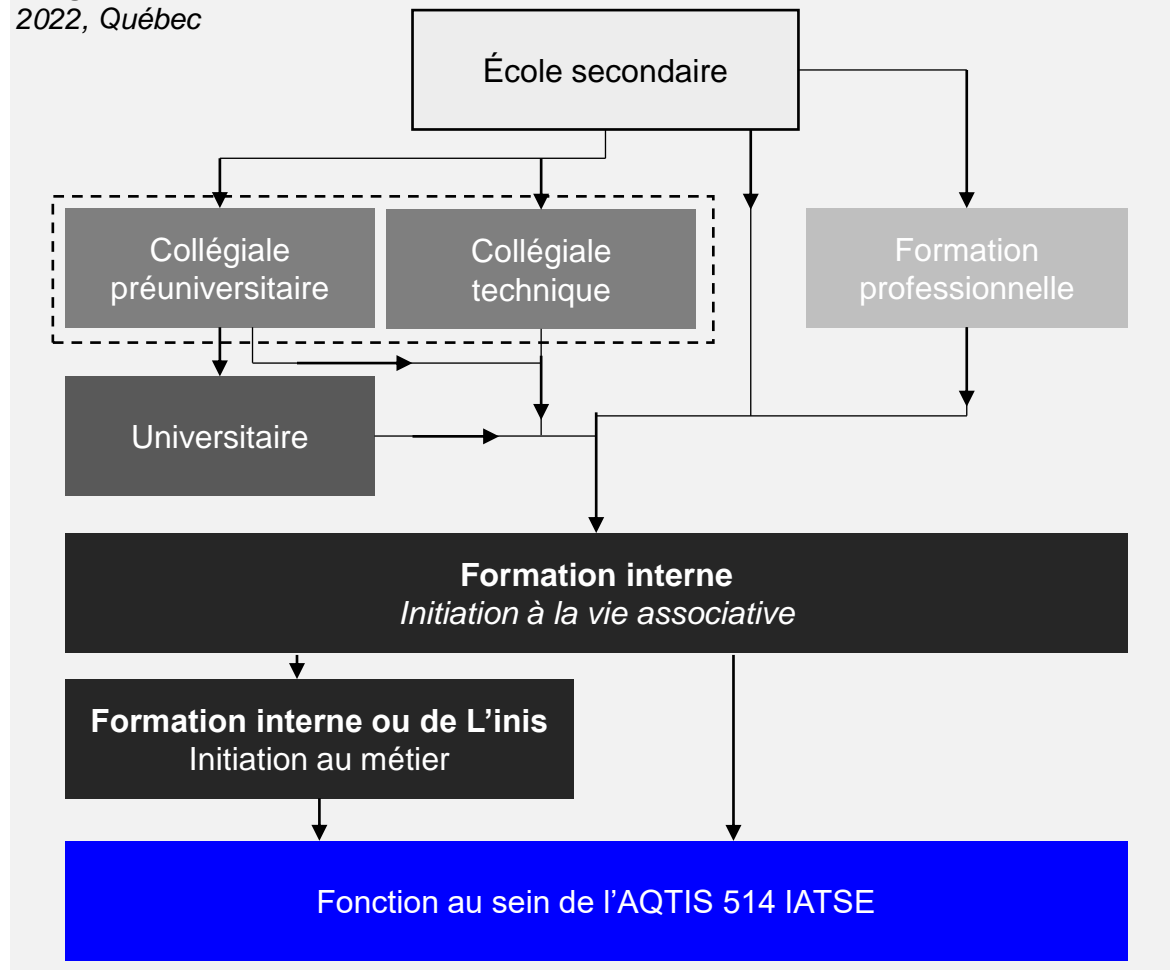 2022, Québec
École secondaire
Collégiale
préuniversitaire
Collégiale
technique
Formation
professionnelle
Universitaire
Formation interne
Initiation à la vie associative
Formation interne ou de L'inis
Initiation au métier
Fonction au sein de l'AQTIS 514 IATSE